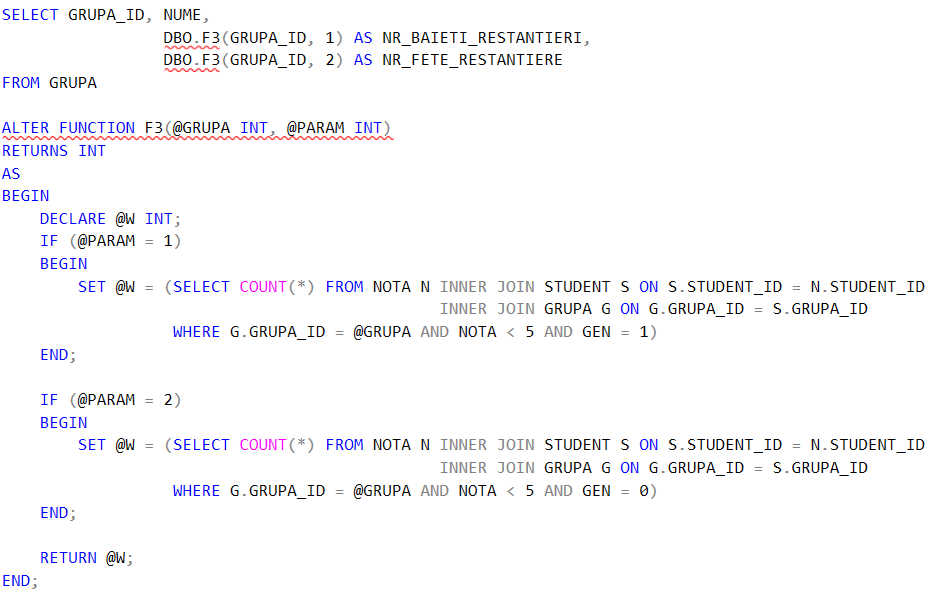 SELECT GRUPA_ID, NUME,
DBO.F3(GRUPA_ID, 1) AS NR_BAIETI_RESTANTIERI,
DBO.F3(GRUPA_ID, 2) AS NR_FETE_RESTANTIERE
FROM GRUPA
ALTER FUNCTION F3(@GRUPA INT, @PARAM INT)
RETURNS INT
AS
BEGIN
DECLARE @W INT;
IF (@PARAM = 1)
BEGIN
SET @W = (SELECT COUNT(*) FROM NOTA N INNER JOIN STUDENT S ON S.STUDENT_ID = N.STUDENT_ID
INNER JOIN GRUPA G ON G.GRUPA_ID = S.GRUPA_ID
WHERE G.GRUPA_ID = @GRUPA AND NOTA < 5 AND GEN = 1)
END;
IF (@PARAM = 2)
BEGIN
SET @W = (SELECT COUNT(*) FROM NOTA N INNER JOIN STUDENT S ON S.STUDENT_ID = N.STUDENT_ID
INNER JOIN GRUPA G ON G.GRUPA_ID = S.GRUPA_ID
WHERE G.GRUPA_ID = @GRUPA AND NOTA < 5 AND GEN = 0)
END;
RETURN @W;
END;